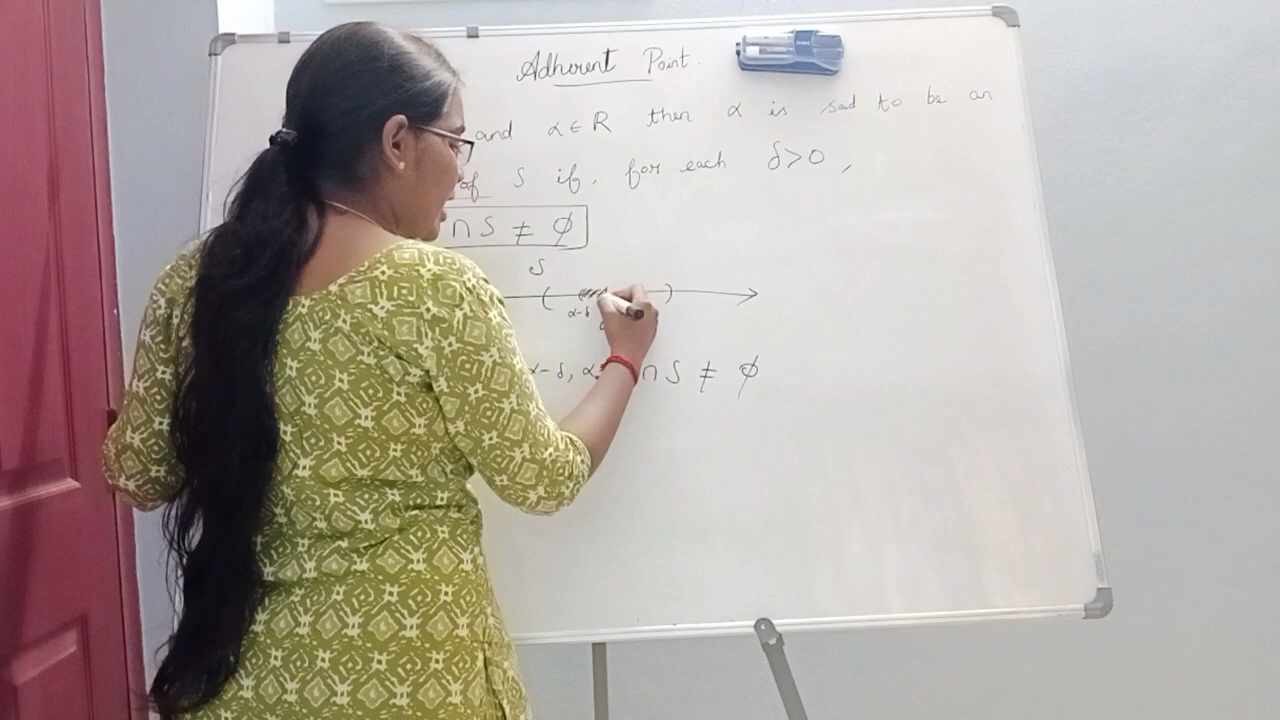 Adherent Point.
and α ∈ R then α is said to be an
of S if, for each δ>0,
∩ S ≠ ϕ
S
α-δ
α-δ, α ∩ S ≠ ϕ